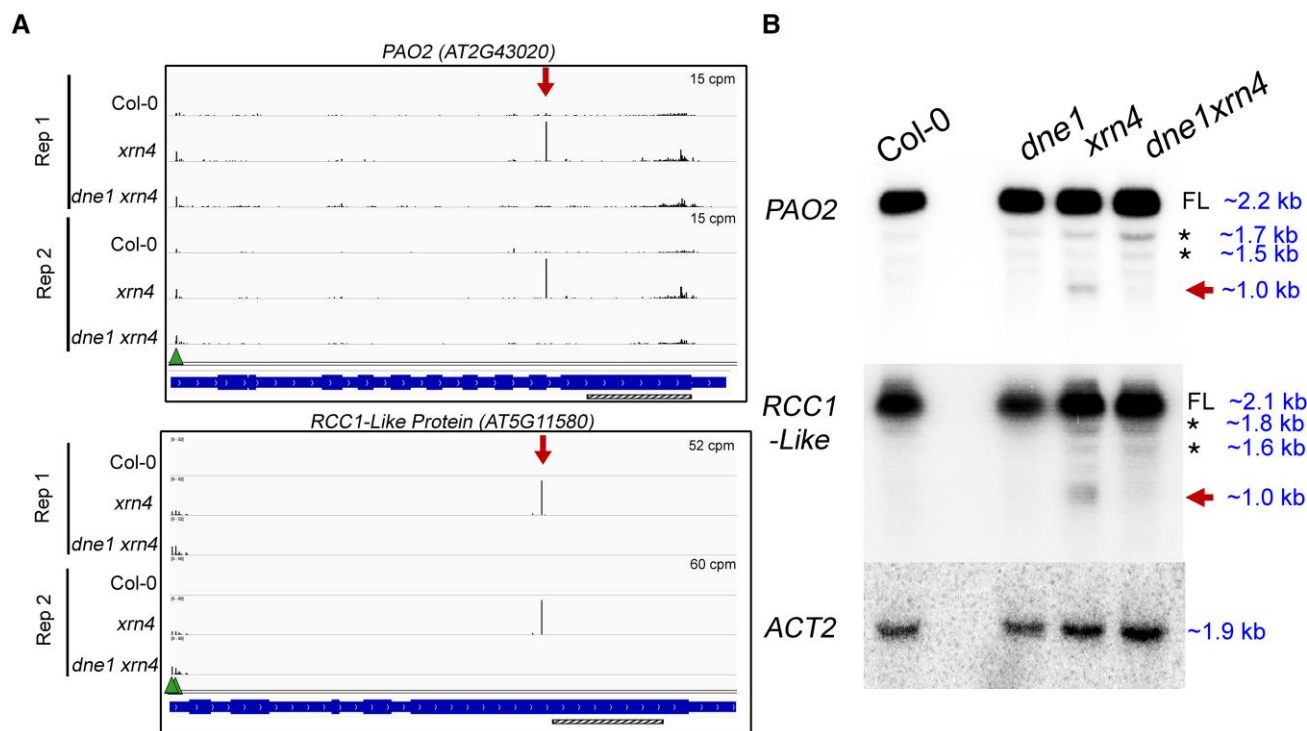 A
PAO2 (AT2G43020)
15 cpm
Rep 1
Col-0
xrn4
dne1 xrn4
15 cpm
Rep 2
Col-0
xrn4
dne1 xrn4
RCC1-Like Protein (AT5G11580)
52 cpm
Rep 1
Col-0
xrn4
dne1 xrn4
60 cpm
Rep 2
Col-0
xrn4
dne1 xrn4
B
Col-0
dne1
xrn4
dne1xrn4
PAO2
FL ~2.2 kb
* ~1.7 kb
* ~1.5 kb
~1.0 kb
RCC1
-Like
FL ~2.1 kb
* ~1.8 kb
* ~1.6 kb
~1.0 kb
ACT2
~1.9 kb